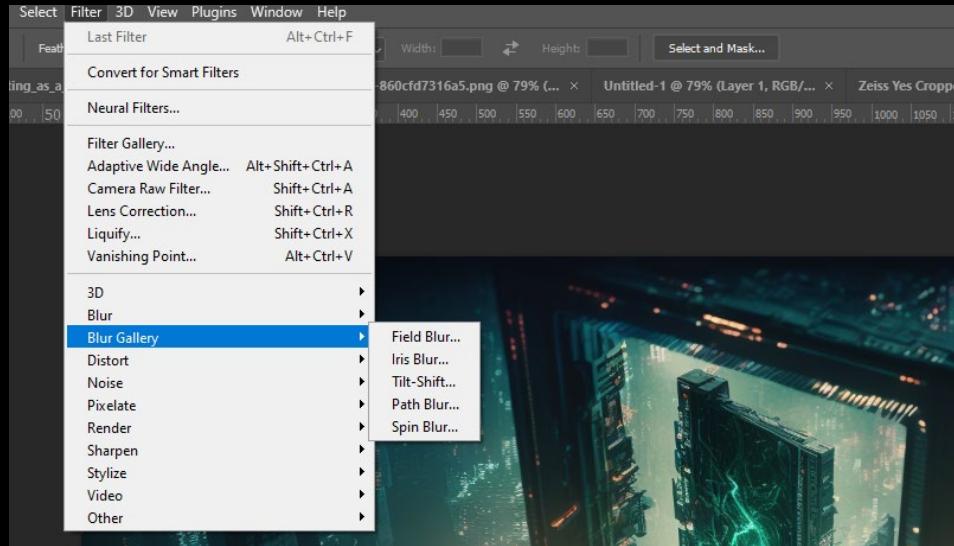 Select Filter 3D View Plugins Window Help
Feath Width: Height: Select and Mask...
ting_as_a -860cfd7316a5.png @ 79% (... × Untitled-1 @ 79% (Layer 1, RGB/... × Zeiss Yes Croppe
00 50 400 450 500 550 600 650 700 750 800 850 900 950 1000 1050
Last Filter Alt+Ctrl+F
Convert for Smart Filters
Neural Filters...
Filter Gallery...
Adaptive Wide Angle... Alt+Shift+Ctrl+A
Camera Raw Filter... Shift+Ctrl+A
Lens Correction... Shift+Ctrl+R
Liquify... Shift+Ctrl+X
Vanishing Point... Alt+Ctrl+V
3D
Blur
Blur Gallery
Distort
Noise
Pixelate
Render
Sharpen
Stylize
Video
Other
Field Blur...
Iris Blur...
Tilt-Shift...
Path Blur...
Spin Blur...